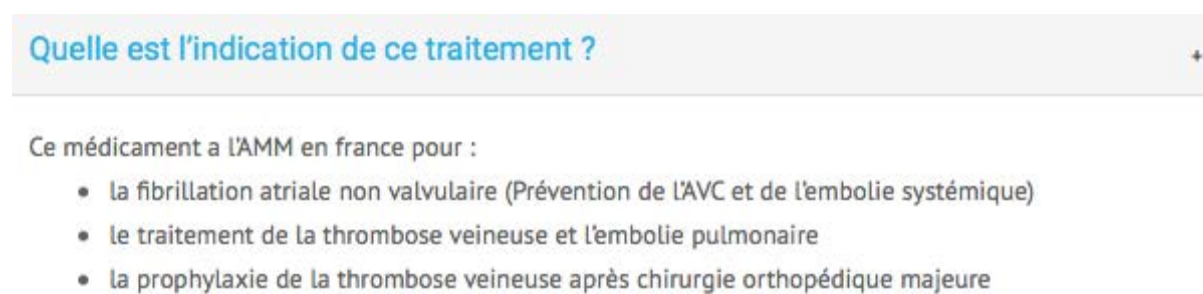 Quelle est l'indication de ce traitement ?
+
Ce médicament a l'AMM en france pour :
• la fibrillation atriale non valvulaire (Prévention de l'AVC et de l'embolie systémique)
• le traitement de la thrombose veineuse et l'embolie pulmonaire
• la prophylaxie de la thrombose veineuse après chirurgie orthopédique majeure